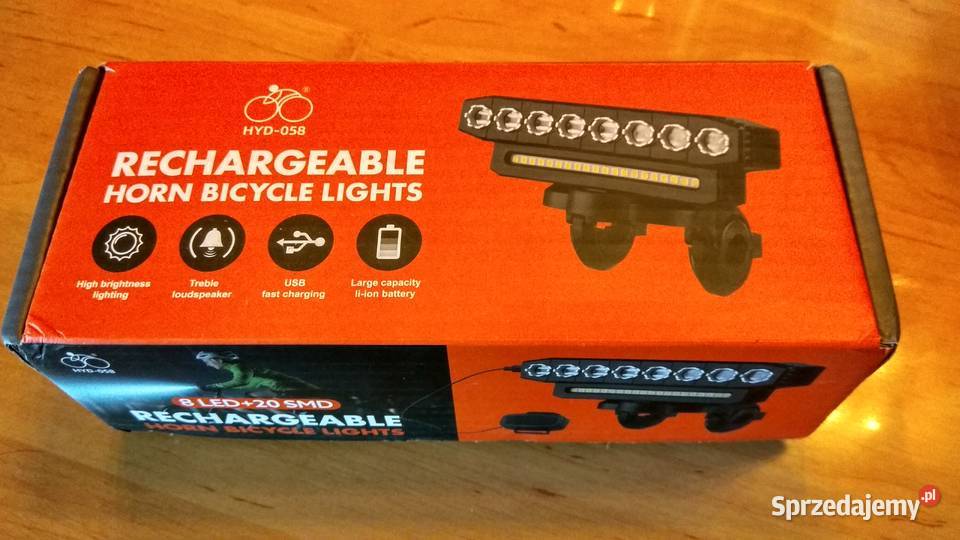 HYD-058
RECHARGEABLE
HORN BICYCLE LIGHTS
High brightness
lighting
Treble
loudspeaker
USB
fast charging
Large capacity
li-ion battery
HYD-058
8 LED+20 SMD
RECHARGEABLE
HORN BICYCLE LIGHTS
Sprzedajemy.pl